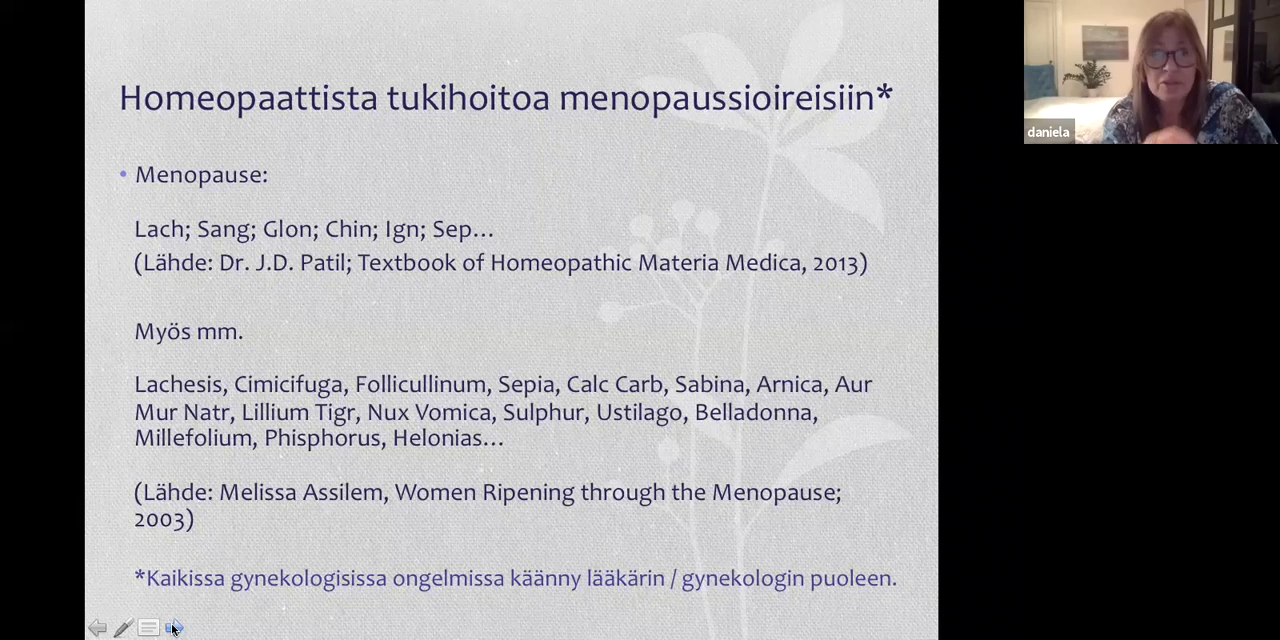 Homeopaattista tukihoitoa menopaussioireisiin*
• Menopause:
Lach; Sang; Glon; Chin; Ign; Sep…
(Lähde: Dr. J.D. Patil; Textbook of Homeopathic Materia Medica, 2013)
Myös mm.
Lachesis, Cimicifuga, Follicullinum, Sepia, Calc Carb, Sabina, Arnica, Aur
Mur Natr, Lillium Tigr, Nux Vomica, Sulphur, Ustilago, Belladonna,
Millefolium, Phisphorus, Helonias…
(Lähde: Melissa Assilem, Women Ripening through the Menopause;
2003)
*Kaikissa gynekologisissa ongelmissa käänny lääkärin / gynekologin puoleen.
daniela